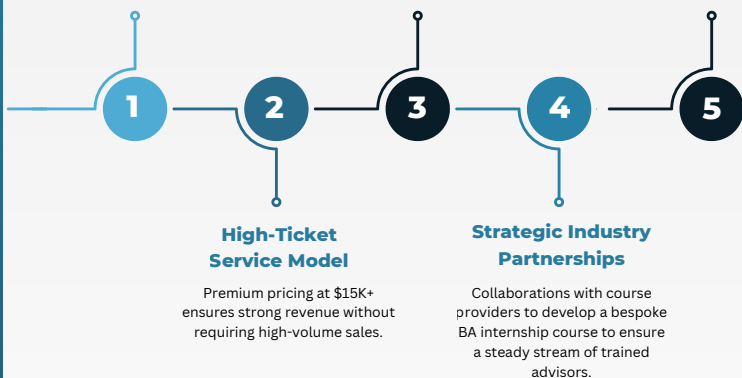 1
2
3
4
5
High-Ticket
Service Model
Premium pricing at $15K+
ensures strong revenue without
requiring high-volume sales.
Strategic Industry
Partnerships
Collaborations with course
providers to develop a bespoke
BA internship course to ensure
a steady stream of trained
advisors.